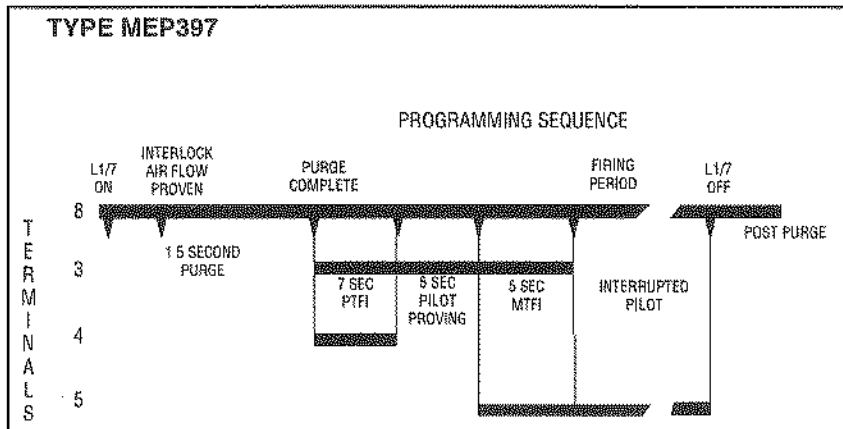 TYPE MEP397
PROGRAMMING SEQUENCE
L1/7
ON
INTERLOCK
AIR FLOW
PROVEN
PURGE
COMPLETE
FIRING
PERIOD
L1/7
OFF
TERMINALS
8
1 5 SECOND
PURGE
POST PURGE
3
7 SEC
PTFI
SEC
PILOT
PROVING
5 SEC
MTFI
INTERRUPTED
PILOT
4
5